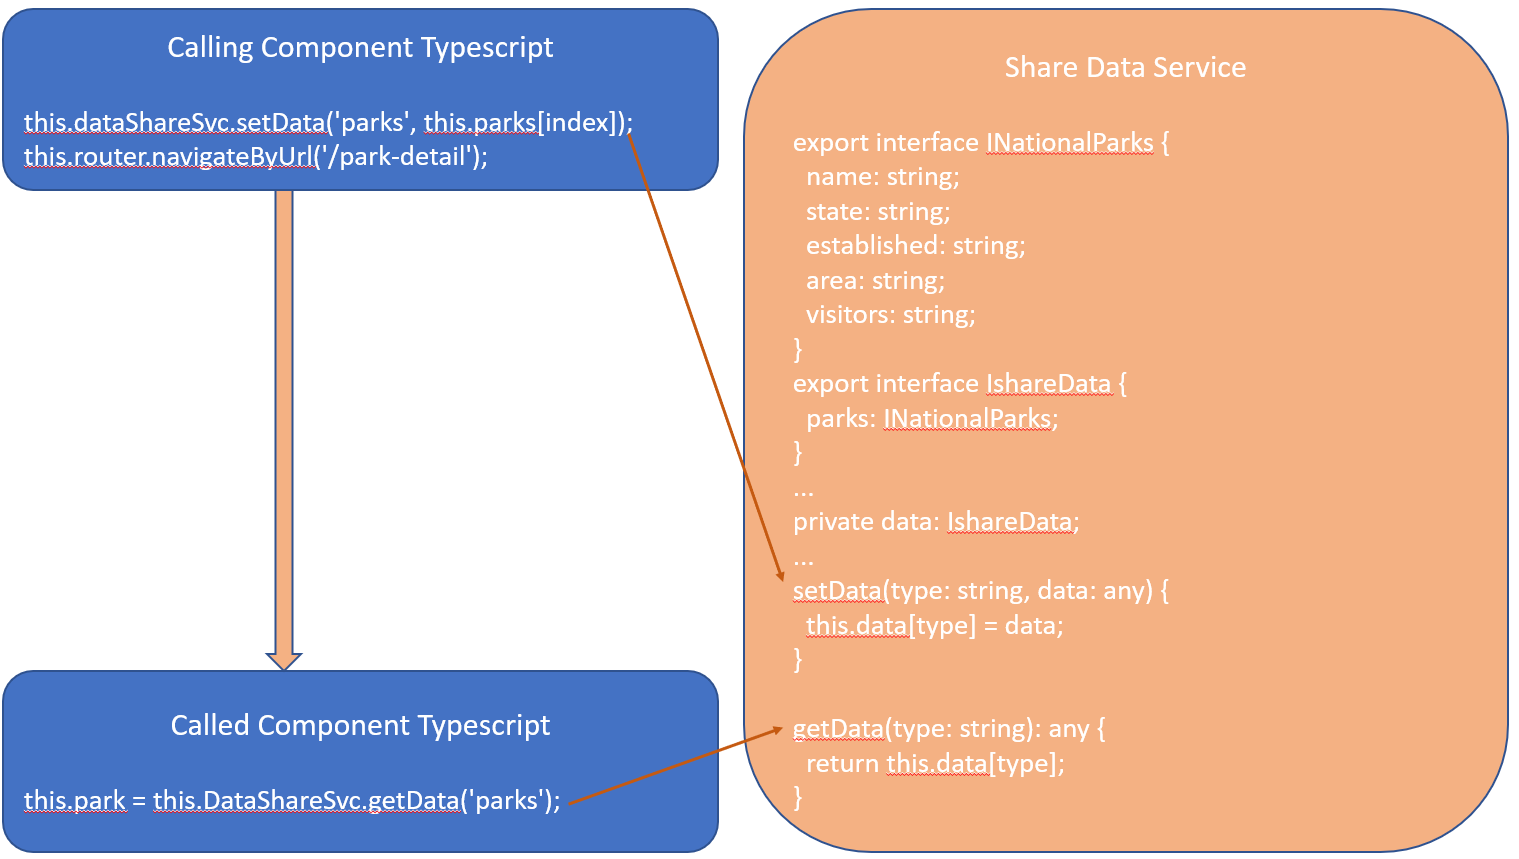 Calling Component Typescript
this.dataShareSvc.setData('parks', this.parks[index]);
this.router.navigateByUrl('/park-detail');
Called Component Typescript
this.park = this.DataShareSvc.getData('parks');
Share Data Service
export interface INationalParks {
name: string;
state: string;
established: string;
area: string;
visitors: string;
}
export interface IshareData {
parks: INationalParks;
}
...
private data: IshareData;
...
setData(type: string, data: any) {
this.data[type] = data;
}
getData(type: string): any {
return this.data[type];
}